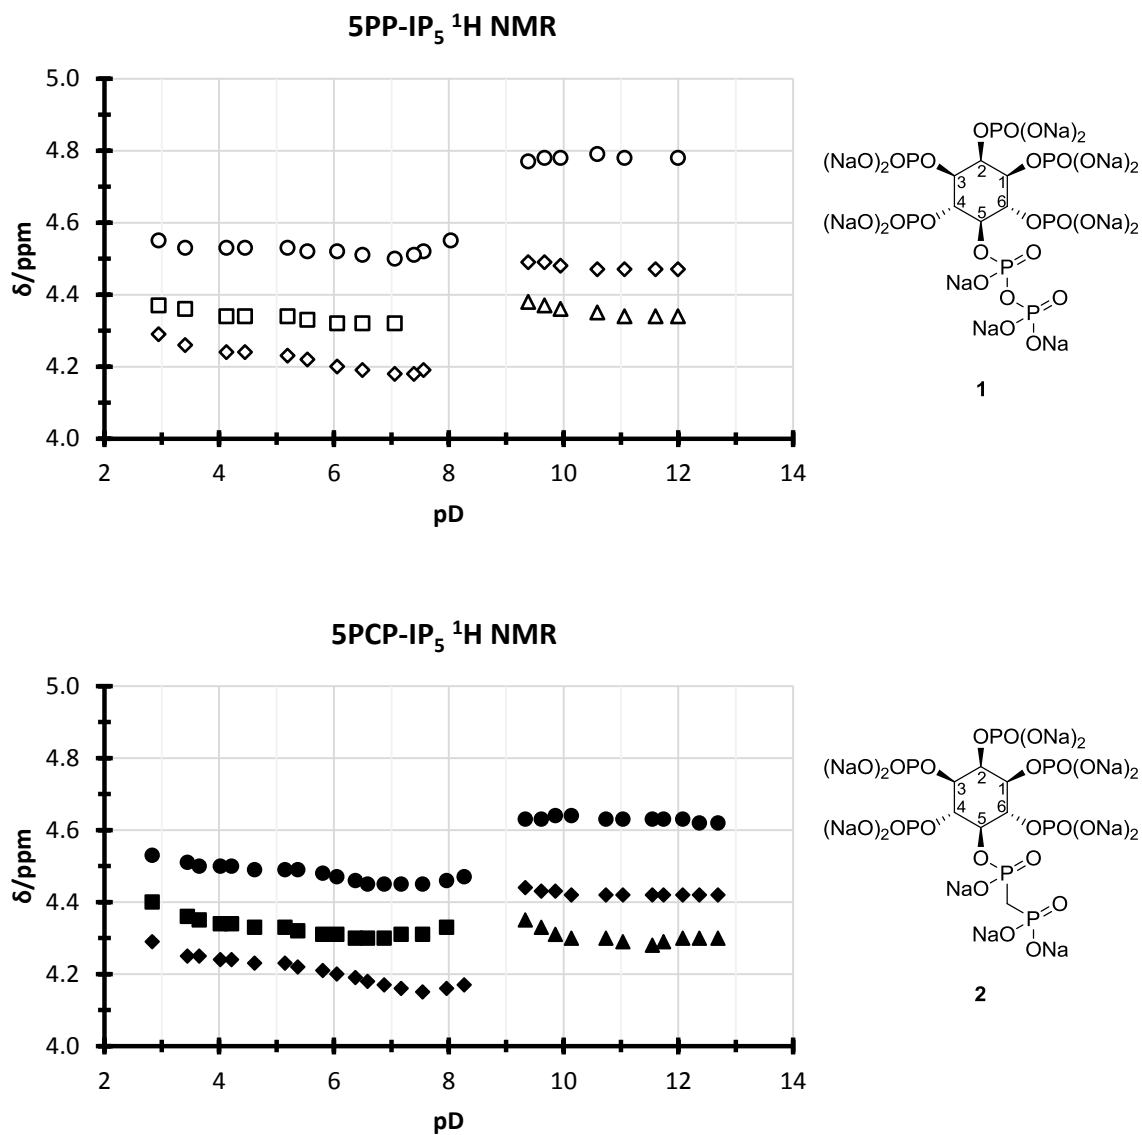 5PP-IP₅ ¹H NMR
5.0
4.8
4.6
4.4
4.2
4.0
δ/ppm
2 4 6 8 10 12 14
pD
OPO(ONa)₂
(NaO)₂OPO OPO(ONa)₂
3 2 1
4 5 6
(NaO)₂OPO OPO(ONa)₂
O
P O
NaO
O
P O
NaO
ONa
1
5PCP-IP₅ ¹H NMR
5.0
4.8
4.6
4.4
4.2
4.0
δ/ppm
2 4 6 8 10 12 14
pD
OPO(ONa)₂
(NaO)₂OPO OPO(ONa)₂
3 2 1
4 5 6
(NaO)₂OPO OPO(ONa)₂
O
P O
NaO
P O
NaO
ONa
2